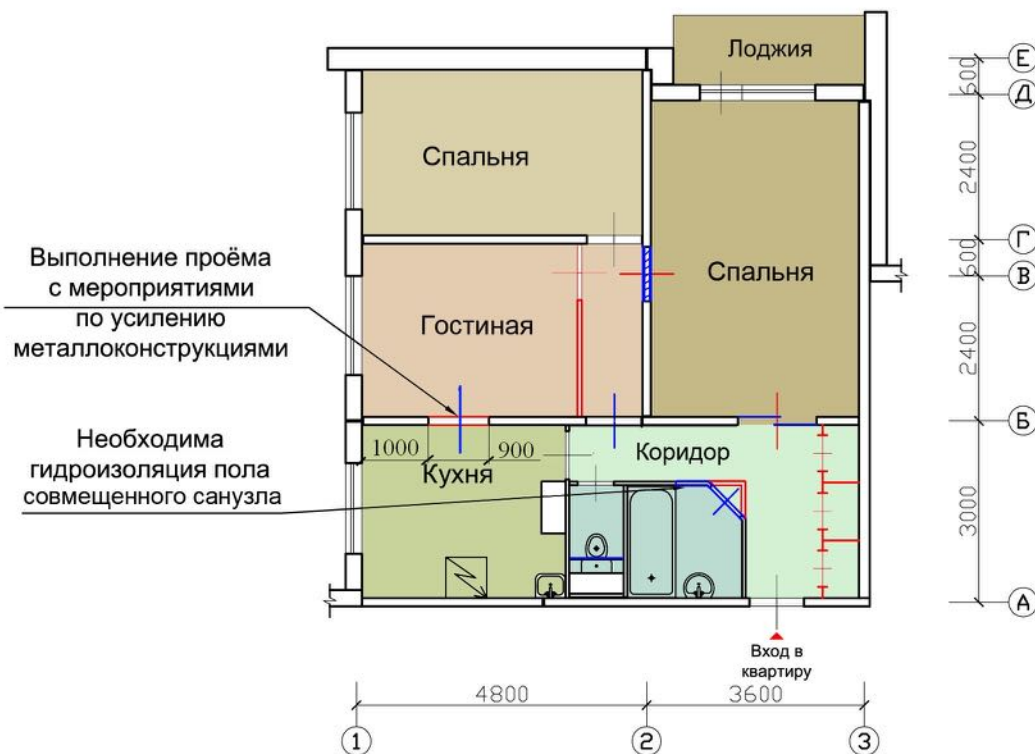 Лоджия
Е
600
Д
Спальня
2400
Г
Выполнение проёма
с мероприятиями
по усилению
металлоконструкциями
600
В
Спальня
Гостиная
2400
Б
Необходима
гидроизоляция пола
совмещенного санузла
1000
900
Кухня
Коридор
3000
А
Вход в
квартиру
4800
3600
1
2
3